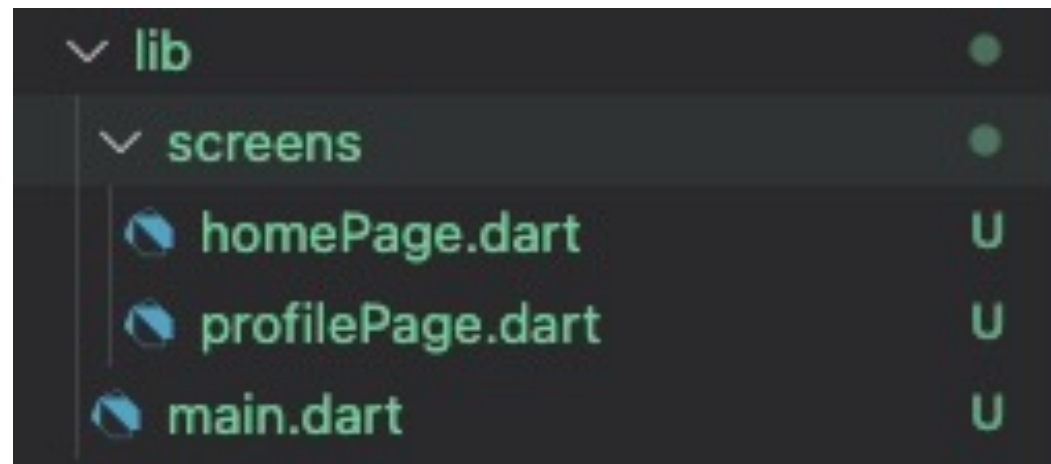 lib
screens
homePage.dart U
profilePage.dart U
main.dart U